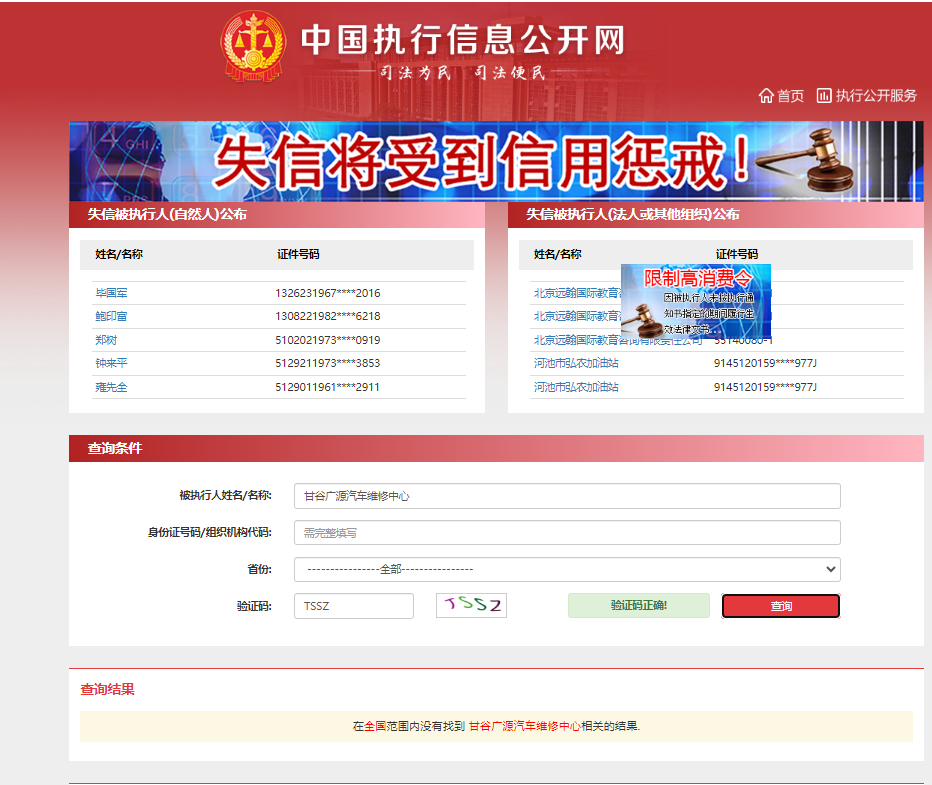 中国执行信息公开网
司法为民 司法便民
首页 执行公开服务
GHI
失信将受到信用惩戒!
失信被执行人(自然人)公布
姓名/名称 证件号码
毕国军 1326231967****2016
鲍印富 1308221982****6218
郑树 5102021973****0919
钟来平 5129211973****3853
雍先全 5129011961****2911
失信被执行人(法人或其他组织)公布
姓名/名称 证件号码
限制高消费令
因被执行人未按执行通
知书指定的期间履行生
效法律文书
北京远翰国际教育
北京远翰国际教育
北京远翰国际教育咨询有限责任公司 55140080-1
河池市弘农加油站 9145120159****977J
河池市弘农加油站 9145120159****977J
查询条件
被执行人姓名/名称: 甘谷广源汽车维修中心
身份证号码/组织机构代码: 需完整填写
省份: ----------------全部----------------
验证码: TSSZ TSSZ 验证码正确! 查询
查询结果
在全国范围内没有找到 甘谷广源汽车维修中心相关的结果.